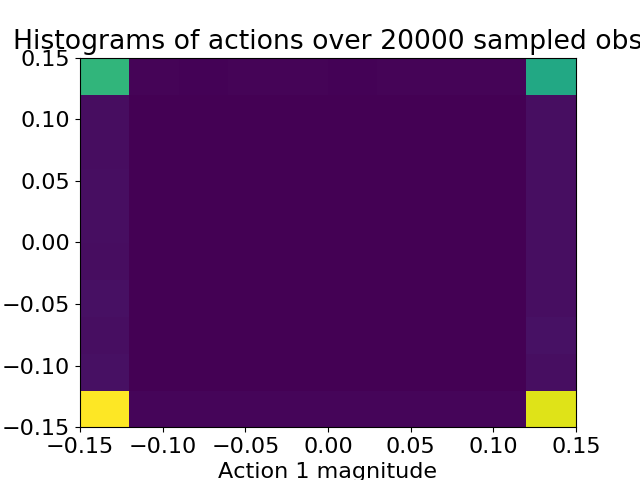 Histograms of actions over 20000 sampled obs
0.15
0.10
0.05
0.00
−0.05
−0.10
−0.15
−0.15 −0.10 −0.05 0.00 0.05 0.10 0.15
Action 1 magnitude